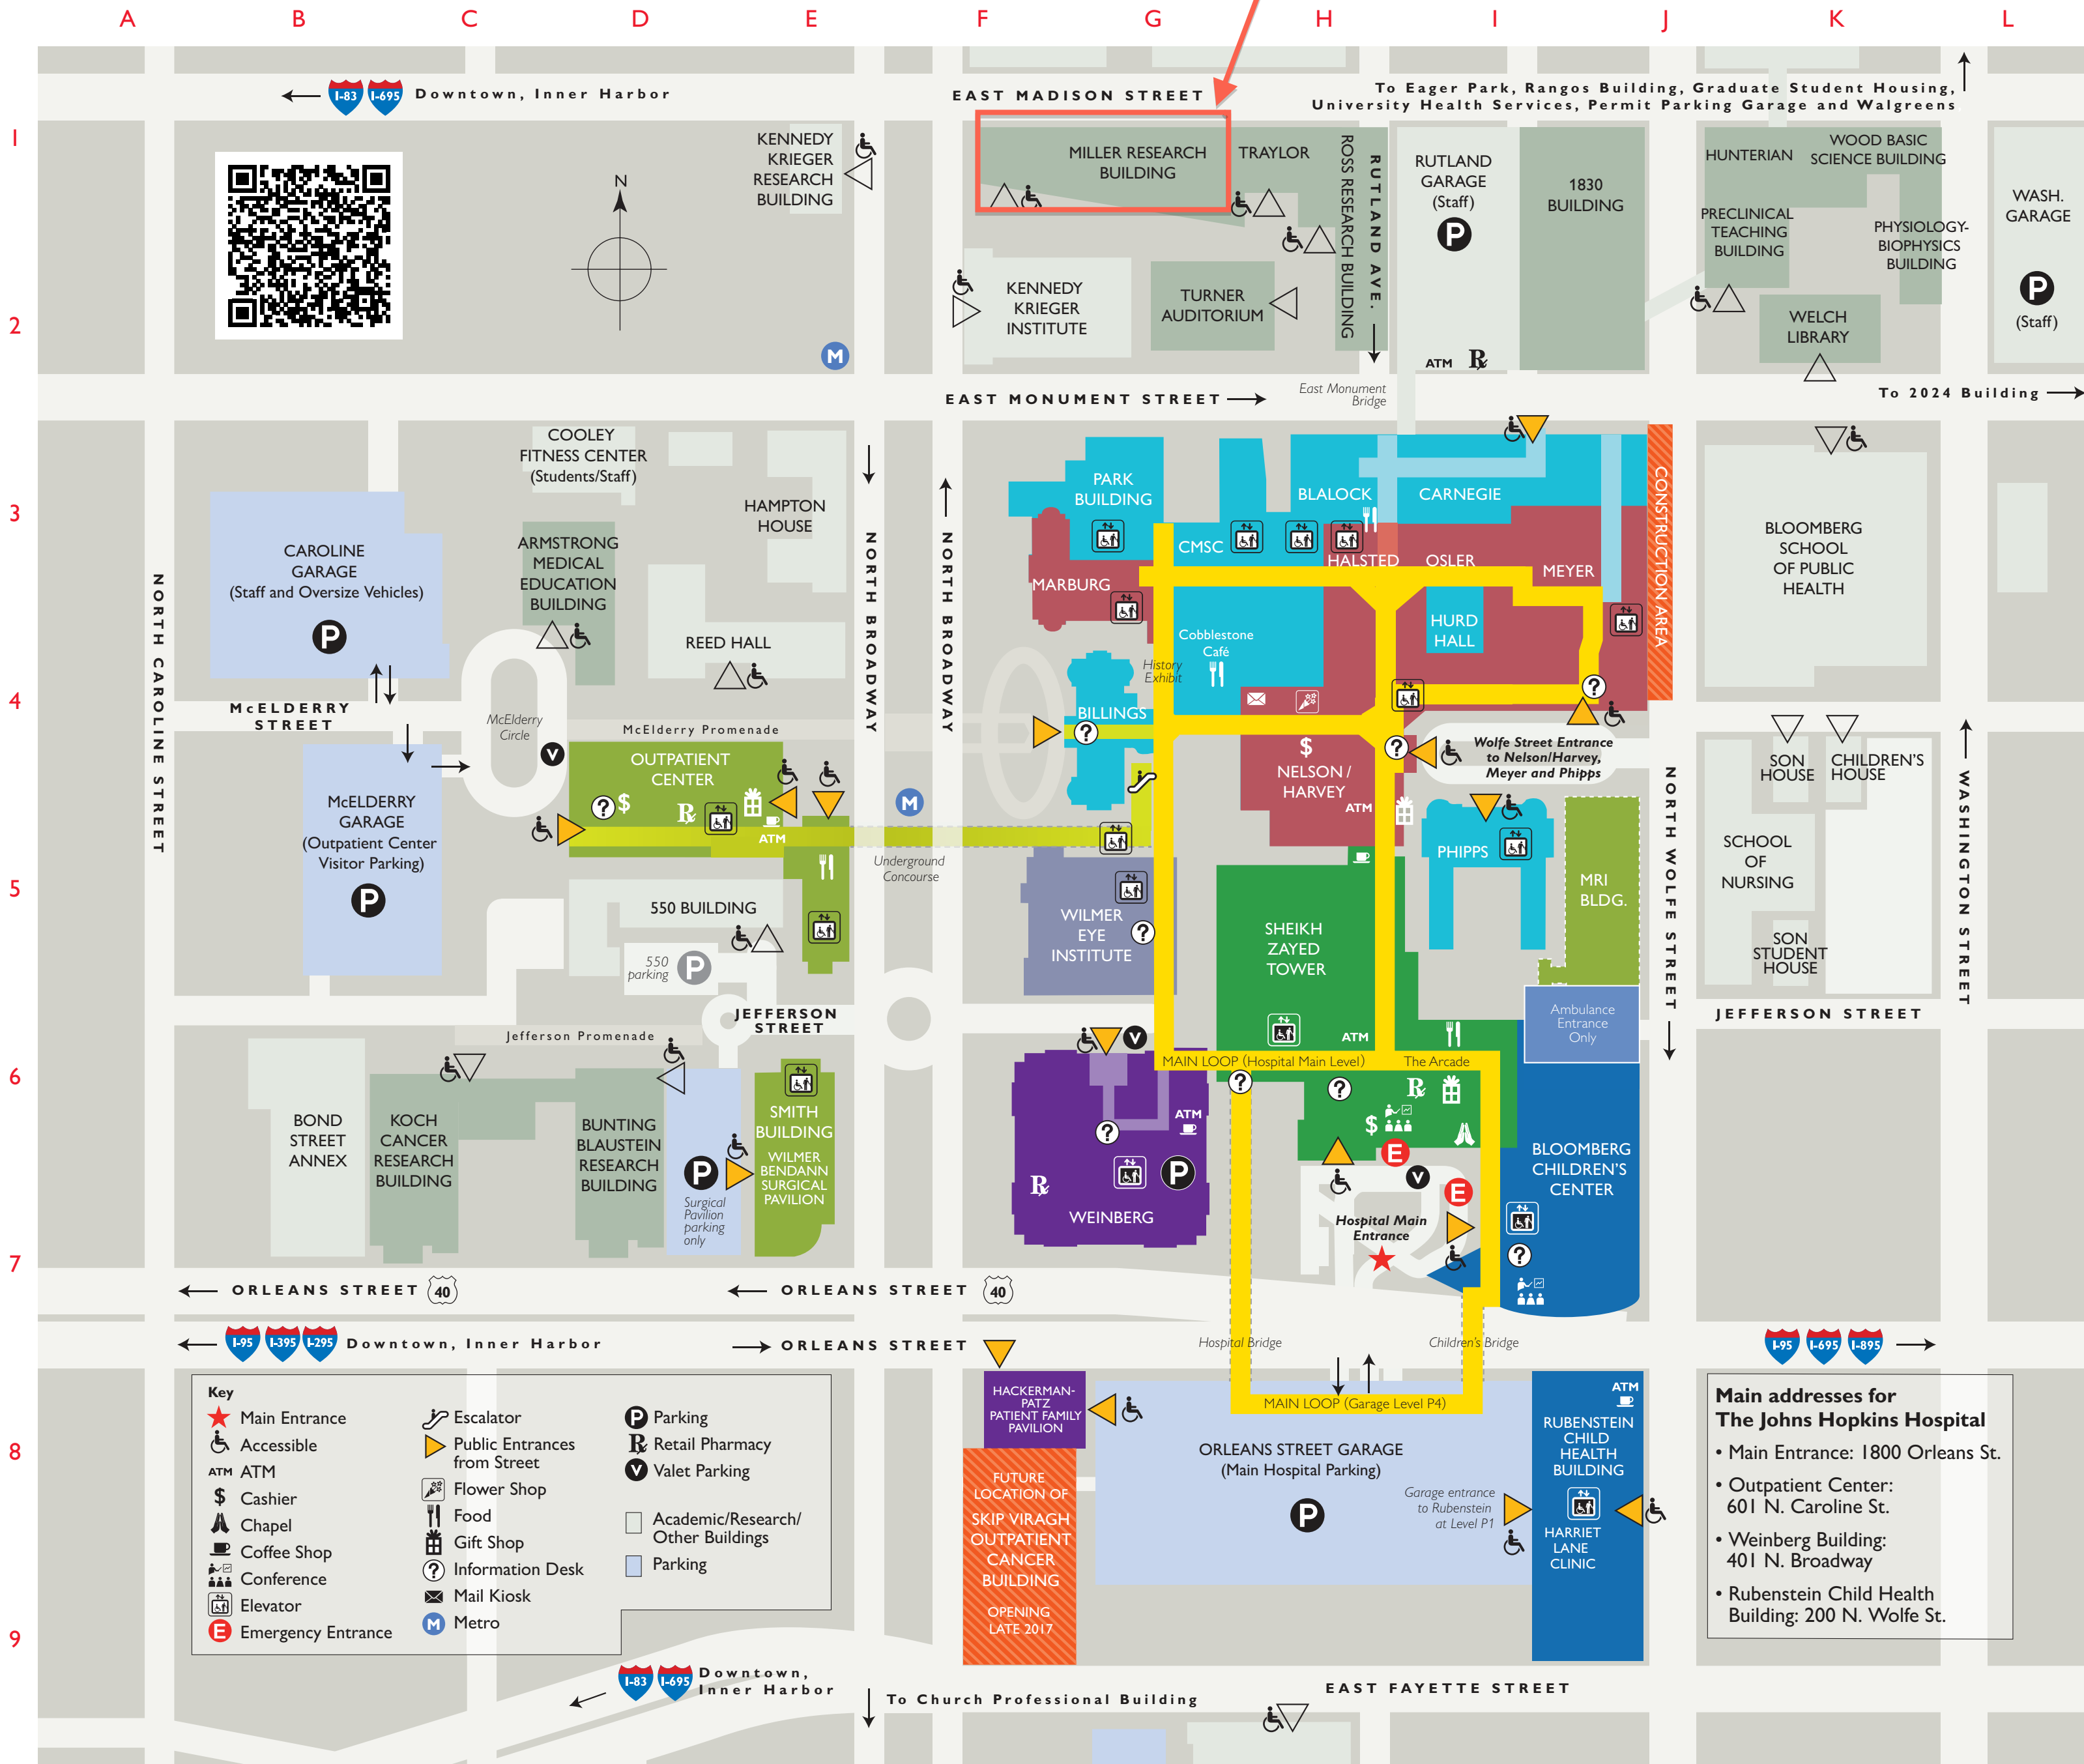 A B C D E F G H I J K L
1
2
3
4
5
6
7
8
9
I-83 I-695 Downtown, Inner Harbor
EAST MADISON STREET
To Eager Park, Rangos Building, Graduate Student Housing,
University Health Services, Permit Parking Garage and Walgreens
KENNEDY
KRIEGER
RESEARCH
BUILDING
N
MILLER RESEARCH
BUILDING
TRAYLOR
ROSS RESEARCH BUILDING
RUTLAND AVE.
RUTLAND
GARAGE
(Staff)
P
1830
BUILDING
HUNTERIAN
WOOD BASIC
SCIENCE BUILDING
PRECLINICAL
TEACHING
BUILDING
PHYSIOLOGY-
BIOPHYSICS
BUILDING
WASH.
GARAGE
P
(Staff)
KENNEDY
KRIEGER
INSTITUTE
TURNER
AUDITORIUM
WELCH
LIBRARY
M
ATM Rx
EAST MONUMENT STREET
East Monument
Bridge
To 2024 Building
COOLEY
FITNESS CENTER
(Students/Staff)
HAMPTON
HOUSE
CAROLINE
GARAGE
(Staff and Oversize Vehicles)
P
ARMSTRONG
MEDICAL
EDUCATION
BUILDING
REED HALL
NORTH CAROLINE STREET
NORTH BROADWAY
NORTH BROADWAY
PARK
BUILDING
BLALOCK
CARNEGIE
CMSC
HALSTED
OSLER
MEYER
MARBURG
HURD
HALL
Cobblestone
Café
History
Exhibit
CONSTRUCTION AREA
BLOOMBERG
SCHOOL
OF PUBLIC
HEALTH
McELDERRY
STREET
McElderry
Circle
V
McElderry Promenade
OUTPATIENT
CENTER
? $ Rx
ATM
BILLINGS
?
?
?
$
NELSON /
HARVEY
ATM
Wolfe Street Entrance
to Nelson/Harvey,
Meyer and Phipps
SON
HOUSE
CHILDREN'S
HOUSE
McELDERRY
GARAGE
(Outpatient Center
Visitor Parking)
P
M
Underground
Concourse
PHIPPS
MRI
BLDG.
NORTH WOLFE STREET
WASHINGTON STREET
SCHOOL
OF
NURSING
SON
STUDENT
HOUSE
550 BUILDING
550
parking
P
WILMER
EYE
INSTITUTE
?
SHEIKH
ZAYED
TOWER
ATM
Ambulance
Entrance
Only
JEFFERSON
STREET
JEFFERSON STREET
Jefferson Promenade
V
MAIN LOOP (Hospital Main Level)
The Arcade
?
?
Rx
$
E
V
E
BOND
STREET
ANNEX
KOCH
CANCER
RESEARCH
BUILDING
BUNTING
BLAUSTEIN
RESEARCH
BUILDING
P
Surgical
Pavilion
parking
only
SMITH
BUILDING
WILMER
BENDANN
SURGICAL
PAVILION
ATM
?
P
Rx
WEINBERG
Hospital Main
Entrance
BLOOMBERG
CHILDREN'S
CENTER
?
ORLEANS STREET 40
ORLEANS STREET 40
I-95 I-395 I-295 Downtown, Inner Harbor
ORLEANS STREET
Hospital Bridge
Children's Bridge
I-95 I-695 I-895
Key
Main Entrance
Accessible
ATM ATM
$ Cashier
Chapel
Coffee Shop
Conference
Elevator
E Emergency Entrance
Escalator
Public Entrances
from Street
Flower Shop
Food
Gift Shop
? Information Desk
Mail Kiosk
M Metro
P Parking
Rx Retail Pharmacy
V Valet Parking
Academic/Research/
Other Buildings
Parking
HACKERMAN-
PATZ
PATIENT FAMILY
PAVILION
MAIN LOOP (Garage Level P4)
ORLEANS STREET GARAGE
(Main Hospital Parking)
P
Garage entrance
to Rubenstein
at Level P1
FUTURE
LOCATION OF
SKIP VIRAGH
OUTPATIENT
CANCER
BUILDING
OPENING
LATE 2017
ATM
RUBENSTEIN
CHILD
HEALTH
BUILDING
HARRIET
LANE
CLINIC
Main addresses for
The Johns Hopkins Hospital
• Main Entrance: 1800 Orleans St.
• Outpatient Center:
601 N. Caroline St.
• Weinberg Building:
401 N. Broadway
• Rubenstein Child Health
Building: 200 N. Wolfe St.
I-83 I-695 Downtown,
Inner Harbor
To Church Professional Building
EAST FAYETTE STREET